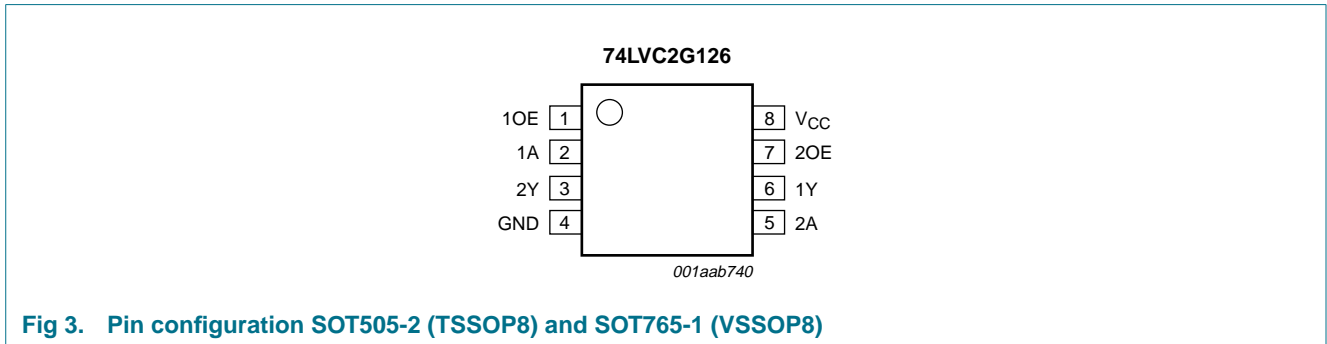 74LVC2G126
1OE 1 8 VCC
1A 2 7 2OE
2Y 3 6 1Y
GND 4 5 2A
001aab740
Fig 3. Pin configuration SOT505-2 (TSSOP8) and SOT765-1 (VSSOP8)